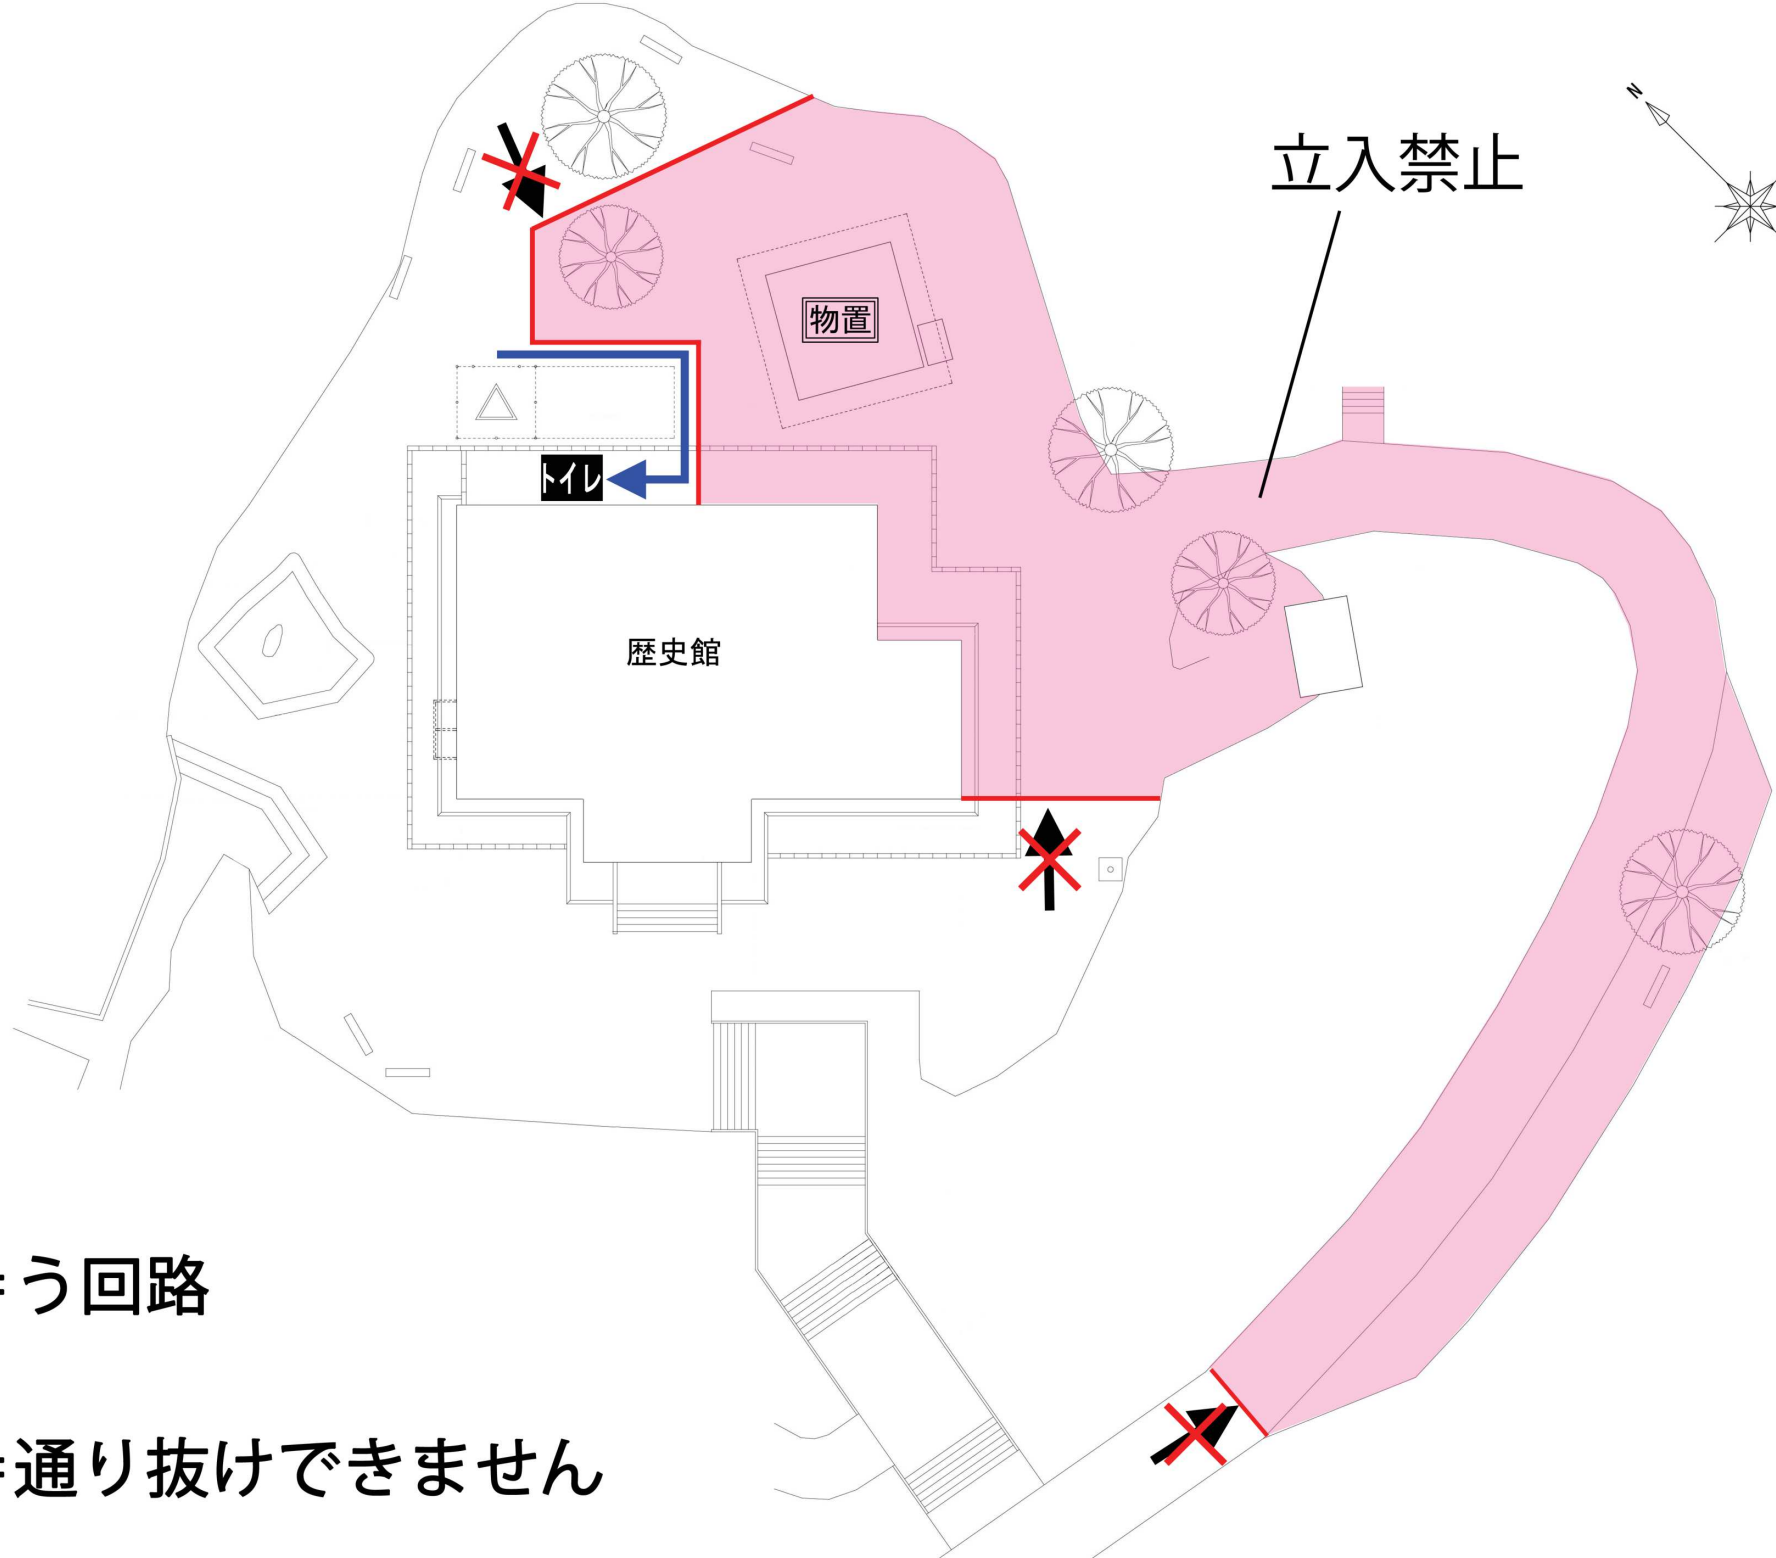 N
立入禁止
物置
トイレ
歴史館
う回路
=通り抜けできません